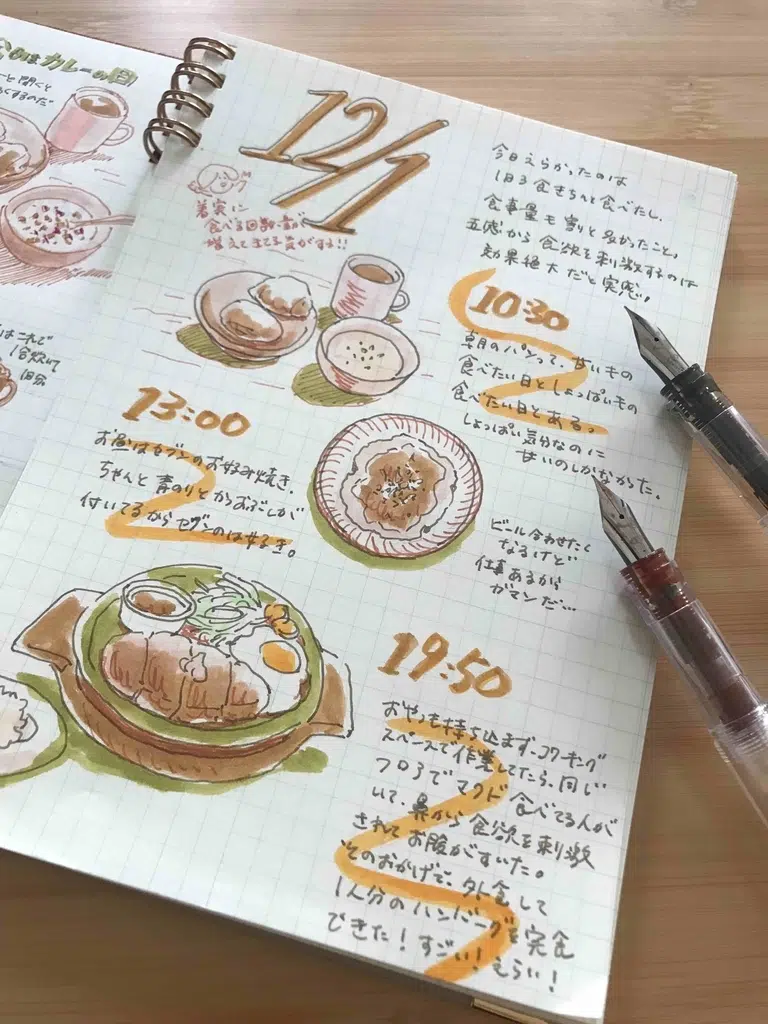 はカレーの日
と聞くと
くするのだ
はこれで
1合炊いて
1日分
12/1
着実に
食べる回数・量が
増えてきてる気がする!!
今日えらかったのは
1日3食きちんと食べたし、
食事量も割と多かったこと。
五感から食欲を刺激するのは
効果絶大だと実感。
10:30
朝のパンって、甘いもの
食べたい日としょっぱいもの
食べたい日とある。
しょっぱい気分なのに
甘いのしかなかった。
13:00
お昼はセブンのお好み焼き。
ちゃんと青のりとかおぶしが
付いてるからセブンのは好き。
ビール合わせたく
なるけど
仕事あるから
ガマンだ…
19:50
おやつも持ち込まず、コワーキング
スペースで作業してたら、同じ
フロアでマクド食べてる人が
いて、鼻から食欲を刺激
されてお腹がすいた。
そのおかげで、外食して
1人分のハンバーグを完食
できた!すごい!えらい!